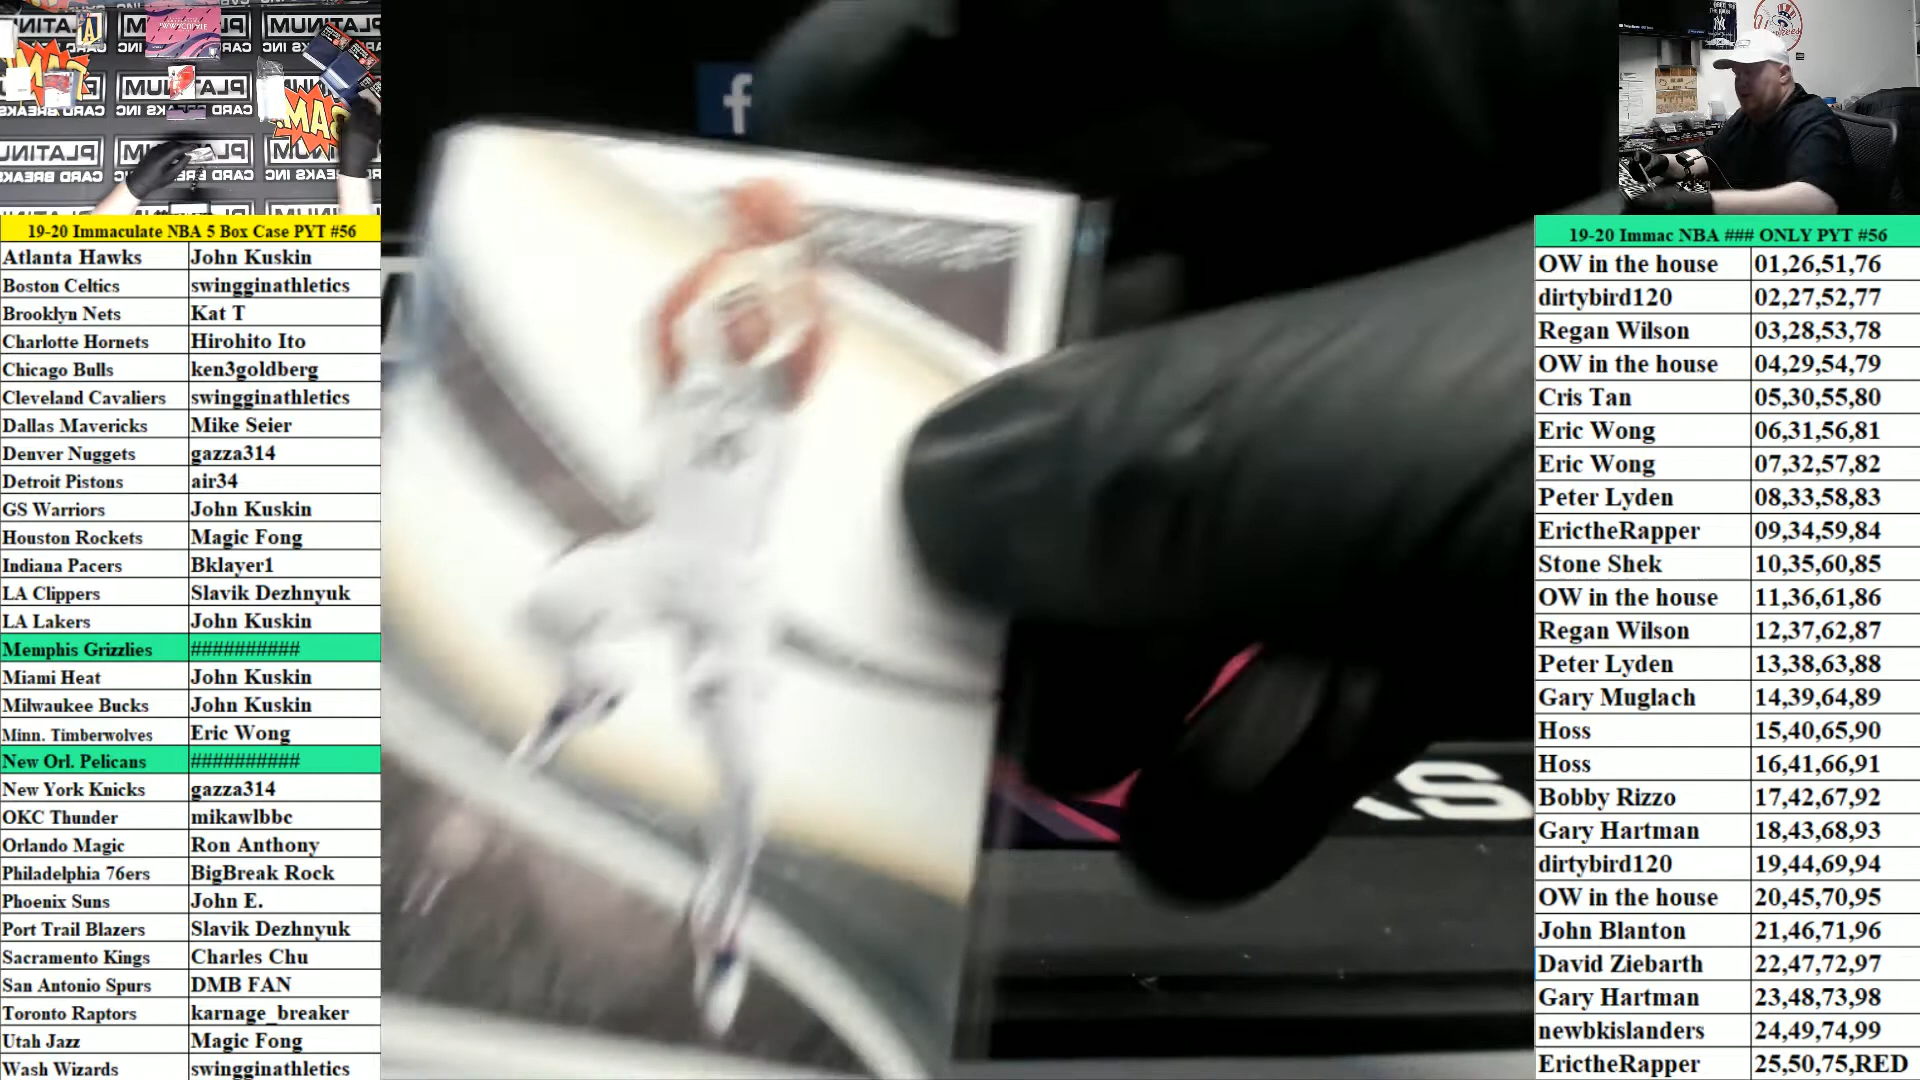 19-20 Immaculate NBA 5 Box Case PYT #56
Atlanta Hawks John Kuskin
Boston Celtics swingginathletics
Brooklyn Nets Kat T
Charlotte Hornets Hirohito Ito
Chicago Bulls ken3goldberg
Cleveland Cavaliers swingginathletics
Dallas Mavericks Mike Seier
Denver Nuggets gazza314
Detroit Pistons air34
GS Warriors John Kuskin
Houston Rockets Magic Fong
Indiana Pacers Bklayer1
LA Clippers Slavik Dezhnyuk
LA Lakers John Kuskin
Memphis Grizzlies ##########
Miami Heat John Kuskin
Milwaukee Bucks John Kuskin
Minn. Timberwolves Eric Wong
New Orl. Pelicans ##########
New York Knicks gazza314
OKC Thunder mikawlbbc
Orlando Magic Ron Anthony
Philadelphia 76ers BigBreak Rock
Phoenix Suns John E.
Port Trail Blazers Slavik Dezhnyuk
Sacramento Kings Charles Chu
San Antonio Spurs DMB FAN
Toronto Raptors karnage_breaker
Utah Jazz Magic Fong
Wash Wizards swingginathletics
PLATINUM
CARD BREAKS INC
f
19-20 Immac NBA ### ONLY PYT #56
OW in the house 01,26,51,76
dirtybird120 02,27,52,77
Regan Wilson 03,28,53,78
OW in the house 04,29,54,79
Cris Tan 05,30,55,80
Eric Wong 06,31,56,81
Eric Wong 07,32,57,82
Peter Lyden 08,33,58,83
ErictheRapper 09,34,59,84
Stone Shek 10,35,60,85
OW in the house 11,36,61,86
Regan Wilson 12,37,62,87
Peter Lyden 13,38,63,88
Gary Muglach 14,39,64,89
Hoss 15,40,65,90
Hoss 16,41,66,91
Bobby Rizzo 17,42,67,92
Gary Hartman 18,43,68,93
dirtybird120 19,44,69,94
OW in the house 20,45,70,95
John Blanton 21,46,71,96
David Ziebarth 22,47,72,97
Gary Hartman 23,48,73,98
newbkislanders 24,49,74,99
ErictheRapper 25,50,75,RED